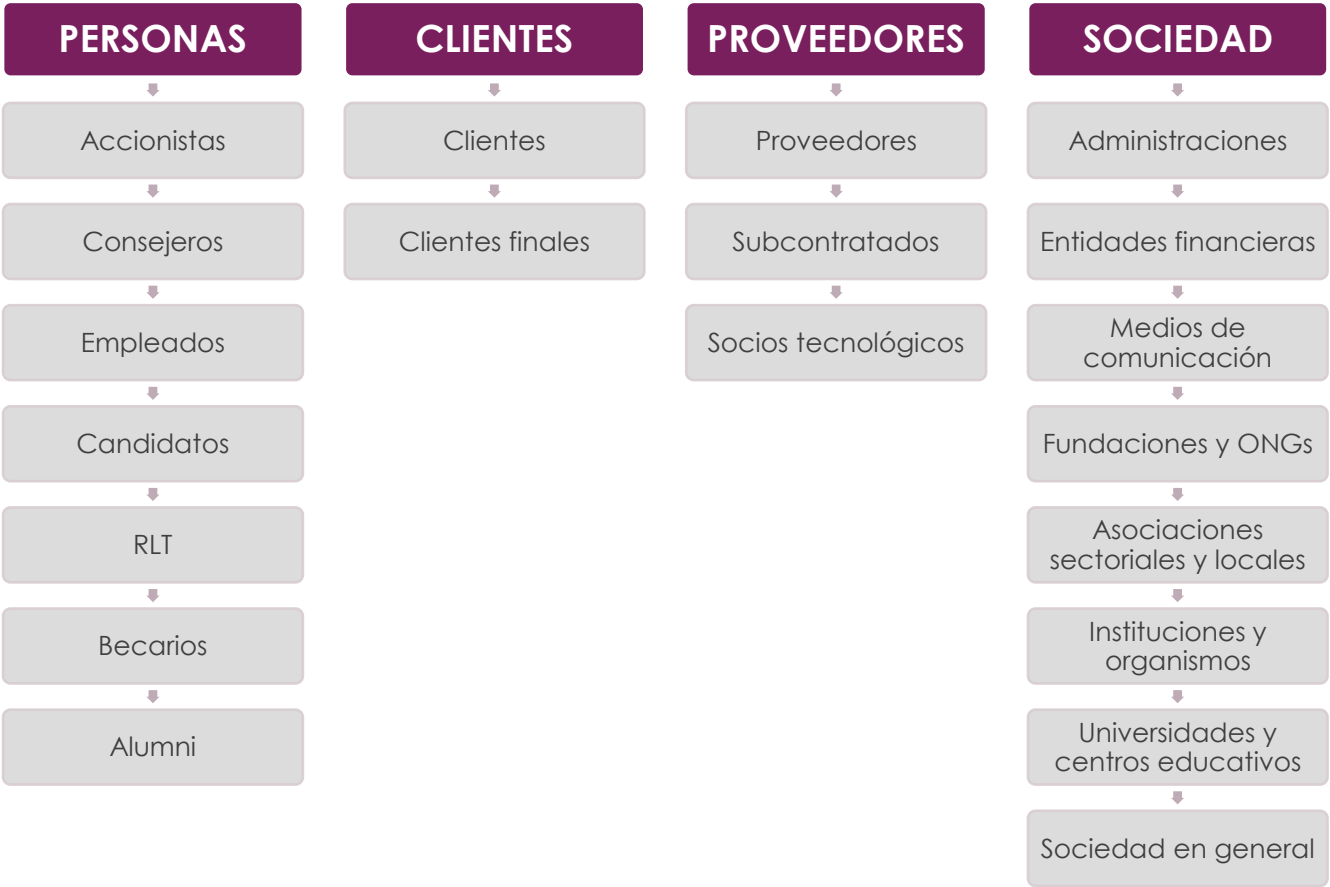 PERSONAS
Accionistas
Consejeros
Empleados
Candidatos
RLT
Becarios
Alumni
CLIENTES
Clientes
Clientes finales
PROVEEDORES
Proveedores
Subcontratados
Socios tecnológicos
SOCIEDAD
Administraciones
Entidades financieras
Medios de
comunicación
Fundaciones y ONGs
Asociaciones
sectoriales y locales
Instituciones y
organismos
Universidades y
centros educativos
Sociedad en general